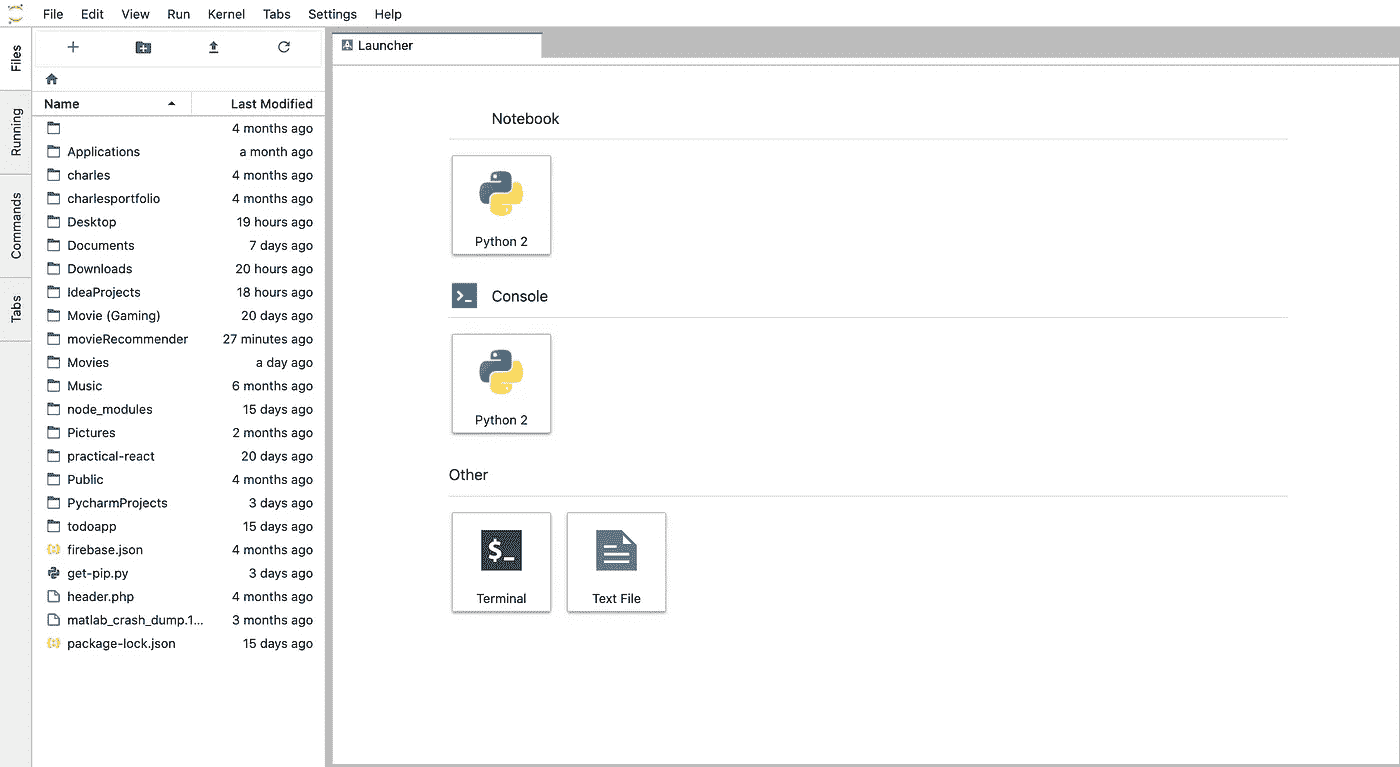 File Edit View Run Kernel Tabs Settings Help
Files
Running
Commands
Tabs
Name Last Modified
4 months ago
Applications a month ago
charles 4 months ago
charlesportfolio 4 months ago
Desktop 19 hours ago
Documents 7 days ago
Downloads 20 hours ago
IdeaProjects 18 hours ago
Movie (Gaming) 20 days ago
movieRecommender 27 minutes ago
Movies a day ago
Music 6 months ago
node_modules 15 days ago
Pictures 2 months ago
practical-react 20 days ago
Public 4 months ago
PycharmProjects 3 days ago
todoapp 15 days ago
firebase.json 4 months ago
get-pip.py 3 days ago
header.php 4 months ago
matlab_crash_dump.1... 3 months ago
package-lock.json 15 days ago
Launcher
Notebook
Python 2
Console
Python 2
Other
$_
Terminal Text File